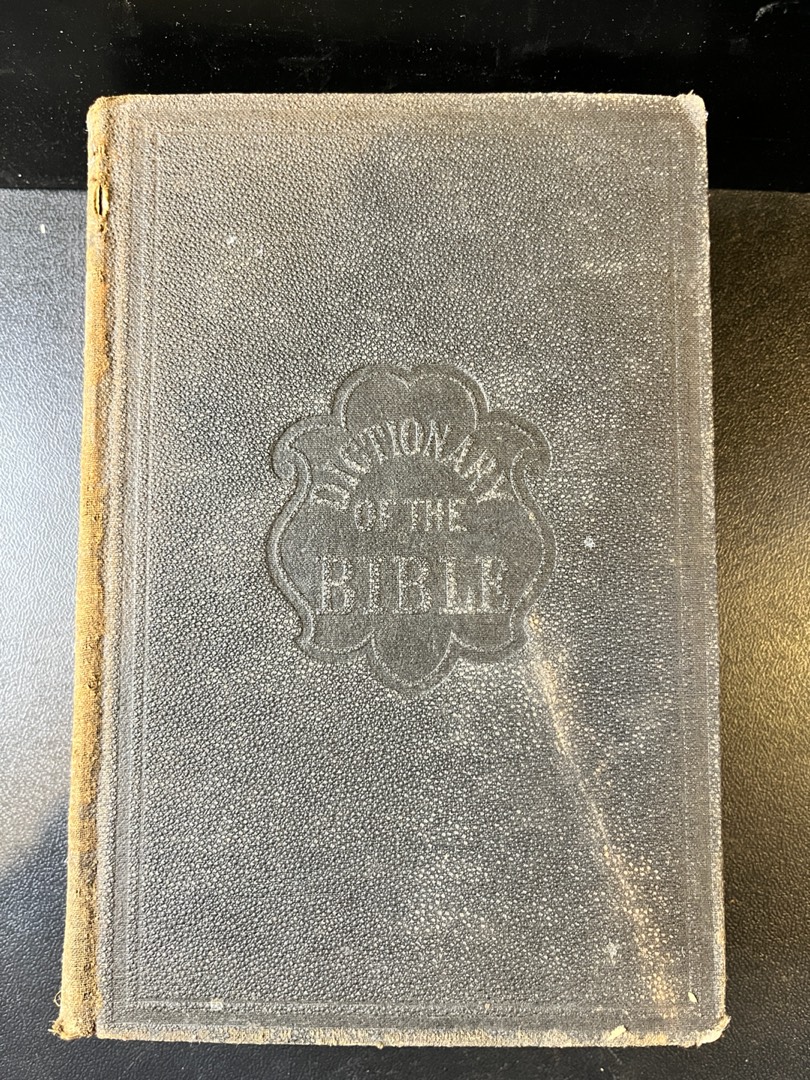 DICTIONARY
OF THE
BIBLE